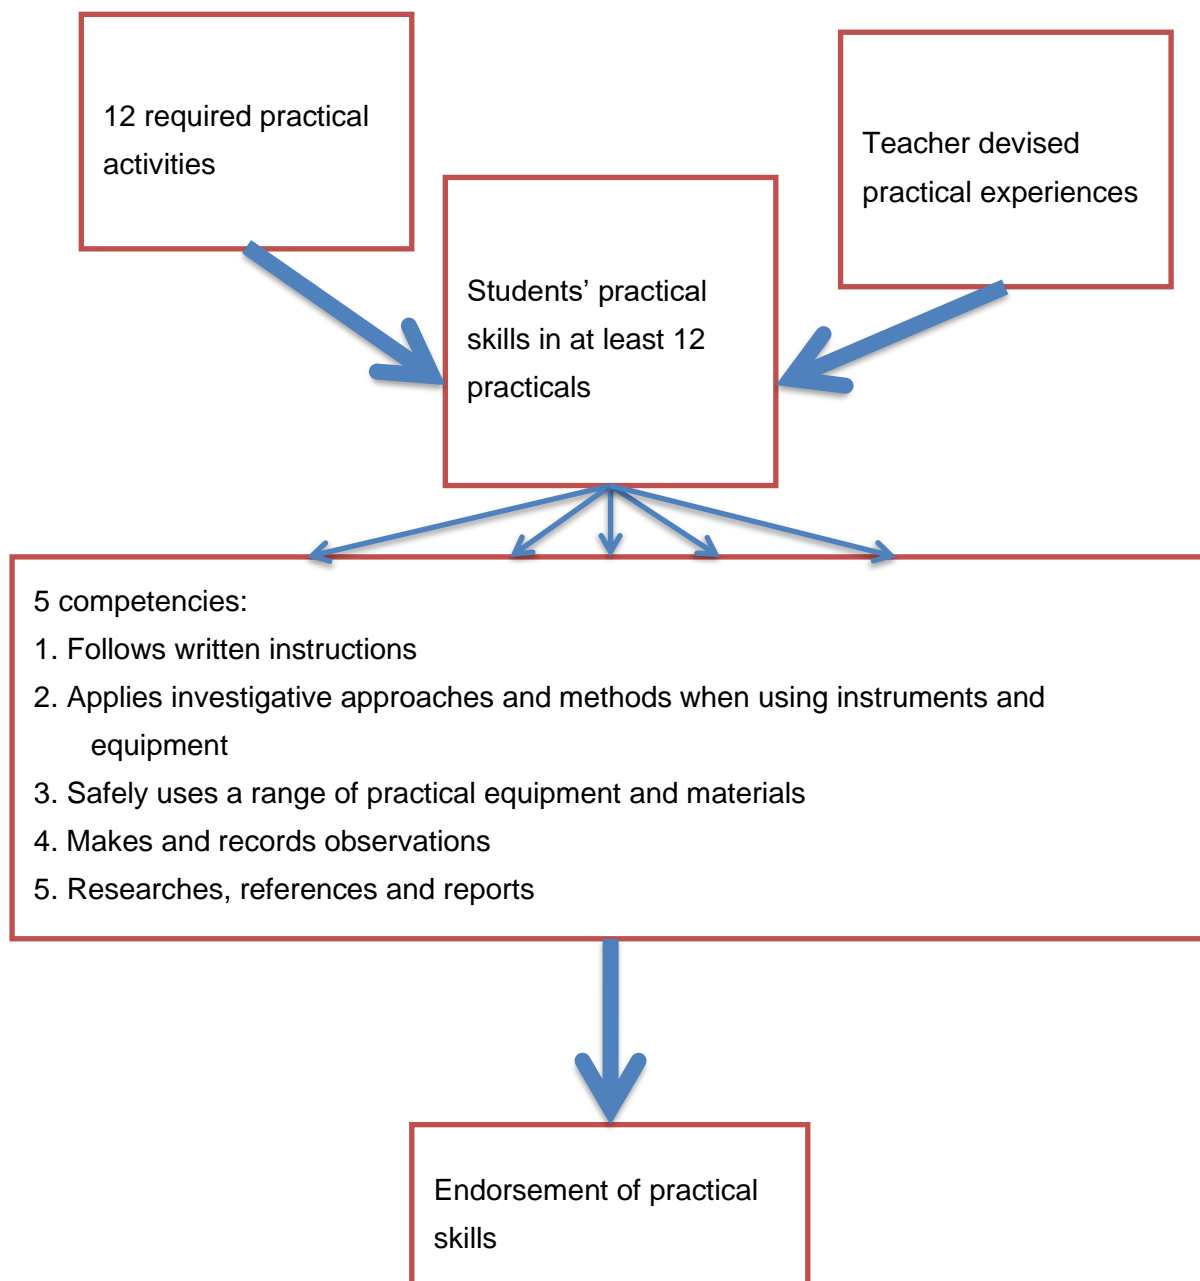 12 required practical
activities
Teacher devised
practical experiences
Students’ practical
skills in at least 12
practicals
5 competencies:
1. Follows written instructions
2. Applies investigative approaches and methods when using instruments and
equipment
3. Safely uses a range of practical equipment and materials
4. Makes and records observations
5. Researches, references and reports
Endorsement of practical
skills